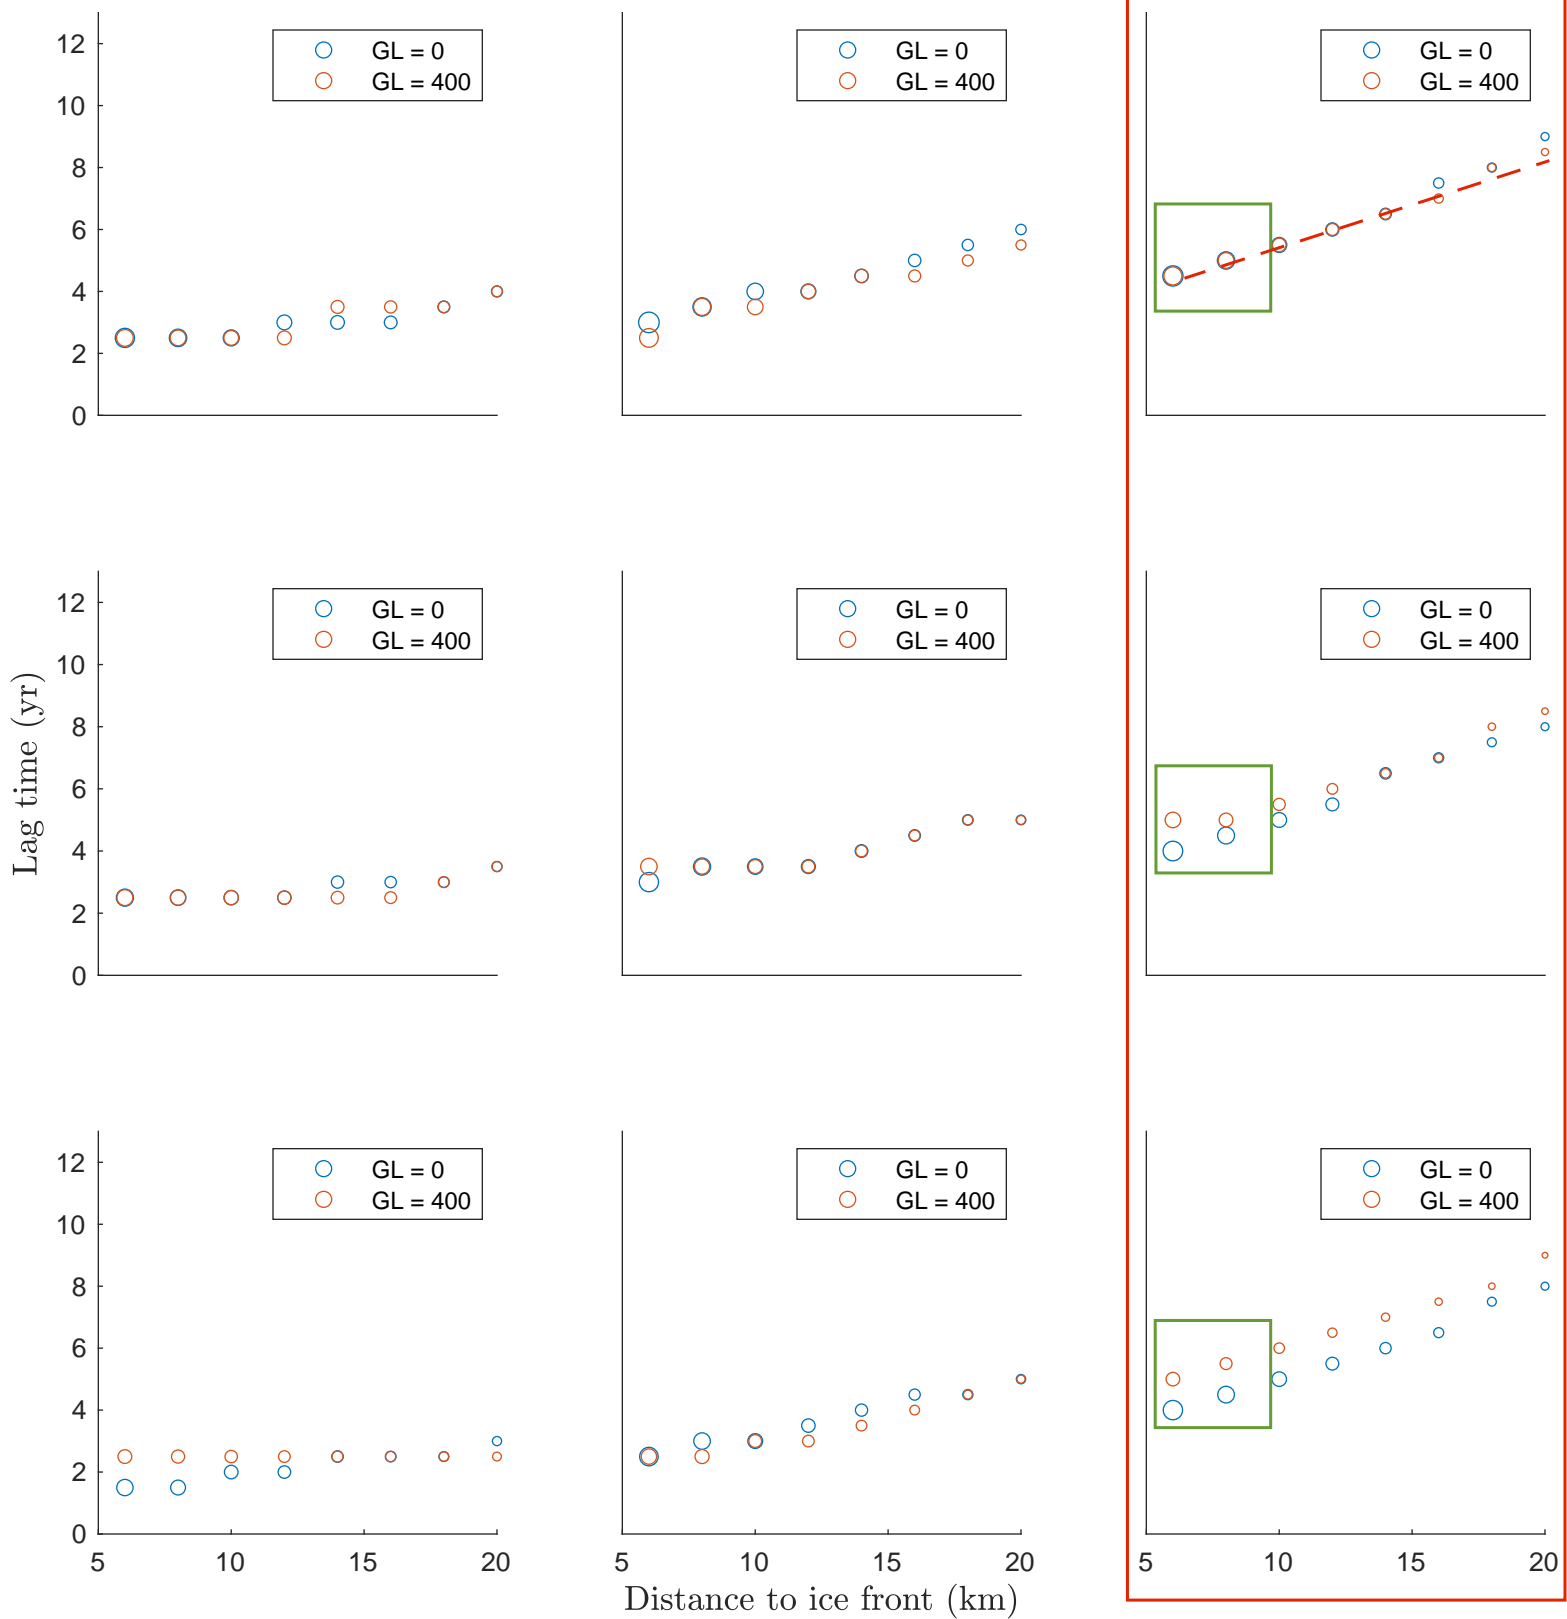 12
10
8
6
4
2
0
GL = 0
GL = 400
GL = 0
GL = 400
GL = 0
GL = 400
Lag time (yr)
12
10
8
6
4
2
0
GL = 0
GL = 400
GL = 0
GL = 400
GL = 0
GL = 400
12
10
8
6
4
2
0
GL = 0
GL = 400
GL = 0
GL = 400
GL = 0
GL = 400
5 10 15 20
5 10 15 20
5 10 15 20
Distance to ice front (km)